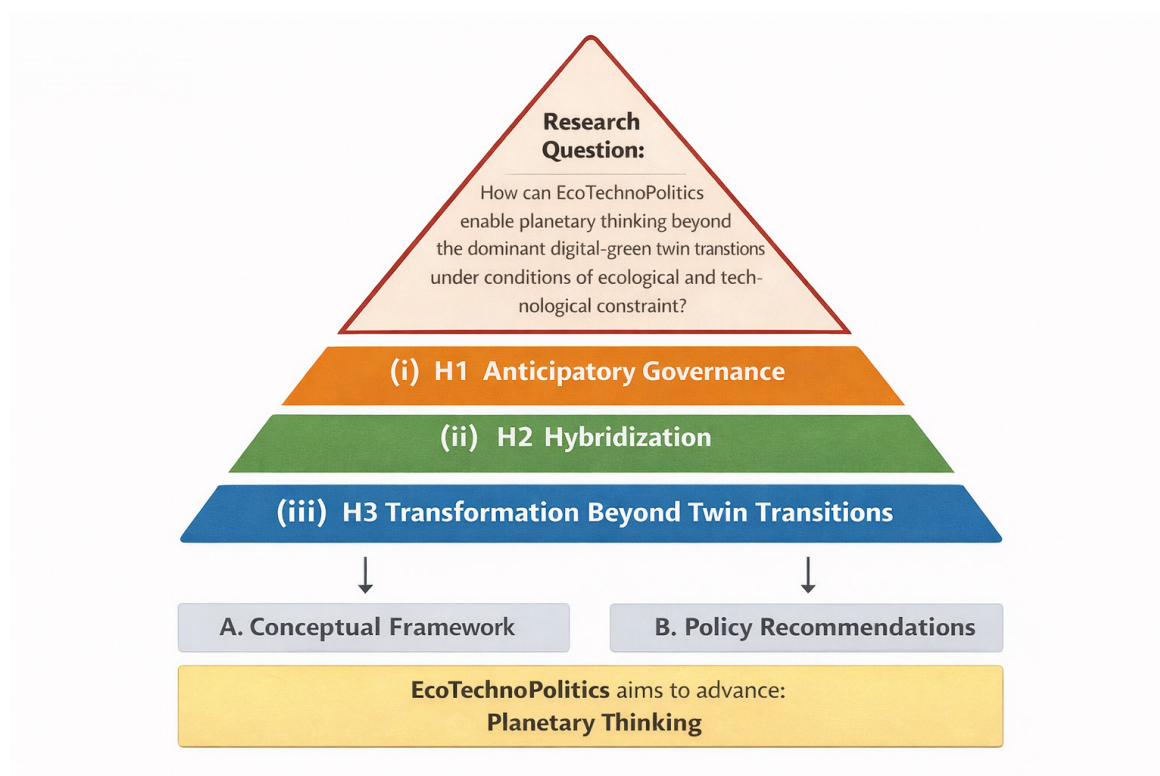 Research
Question:
How can EcoTechnoPolitics
enable planetary thinking beyond
the dominant digital-green twin transtions
under conditions of ecological and tech-
nological constraint?
(i) H1 Anticipatory Governance
(ii) H2 Hybridization
(iii) H3 Transformation Beyond Twin Transitions
A. Conceptual Framework
B. Policy Recommendations
EcoTechnoPolitics aims to advance:
Planetary Thinking